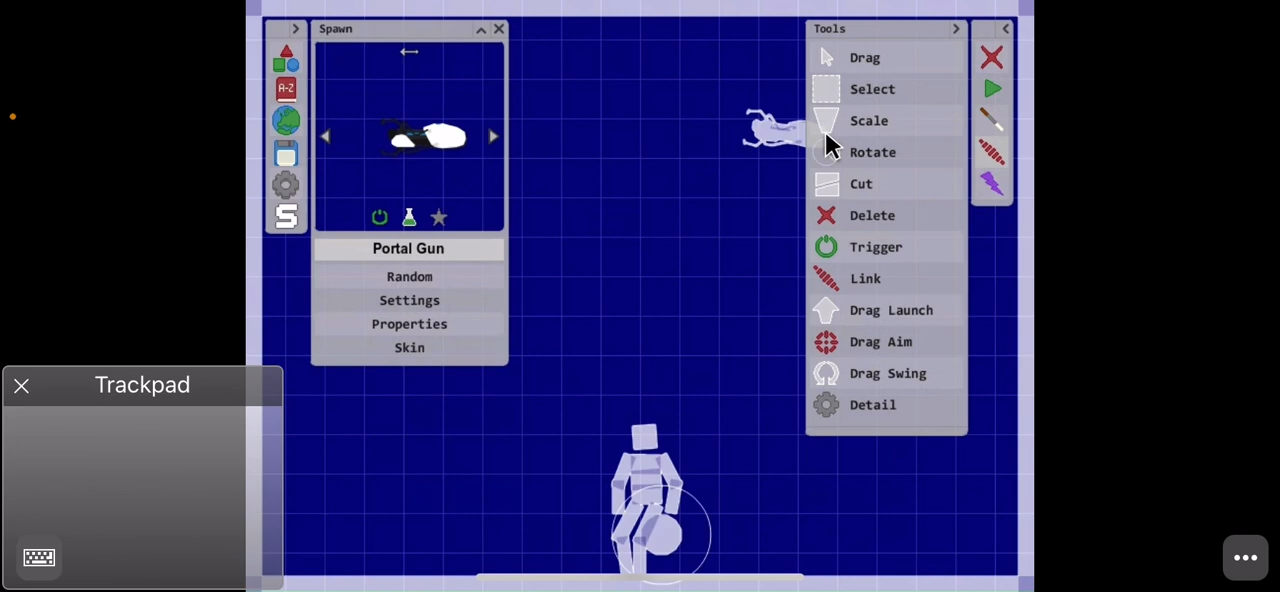 Spawn
A-Z
S
Portal Gun
Random
Settings
Properties
Skin
Tools
Drag
Select
Scale
Rotate
Cut
Delete
Trigger
Link
Drag Launch
Drag Aim
Drag Swing
Detail
Trackpad